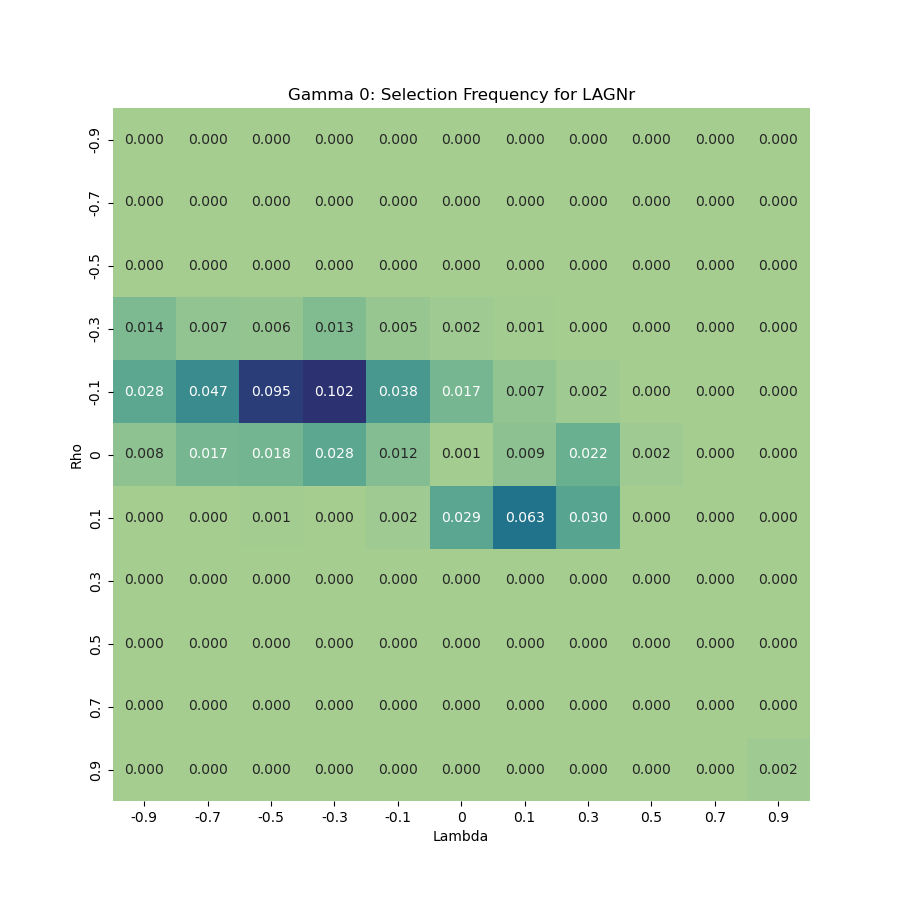 Gamma 0: Selection Frequency for LAGNr
-0.9 0.000 0.000 0.000 0.000 0.000 0.000 0.000 0.000 0.000 0.000 0.000
-0.7 0.000 0.000 0.000 0.000 0.000 0.000 0.000 0.000 0.000 0.000 0.000
-0.5 0.000 0.000 0.000 0.000 0.000 0.000 0.000 0.000 0.000 0.000 0.000
-0.3 0.014 0.007 0.006 0.013 0.005 0.002 0.001 0.000 0.000 0.000 0.000
-0.1 0.028 0.047 0.095 0.102 0.038 0.017 0.007 0.002 0.000 0.000 0.000
Rho
0 0.008 0.017 0.018 0.028 0.012 0.001 0.009 0.022 0.002 0.000 0.000
0.1 0.000 0.000 0.001 0.000 0.002 0.029 0.063 0.030 0.000 0.000 0.000
0.3 0.000 0.000 0.000 0.000 0.000 0.000 0.000 0.000 0.000 0.000 0.000
0.5 0.000 0.000 0.000 0.000 0.000 0.000 0.000 0.000 0.000 0.000 0.000
0.7 0.000 0.000 0.000 0.000 0.000 0.000 0.000 0.000 0.000 0.000 0.000
0.9 0.000 0.000 0.000 0.000 0.000 0.000 0.000 0.000 0.000 0.000 0.002
-0.9 -0.7 -0.5 -0.3 -0.1 0 0.1 0.3 0.5 0.7 0.9
Lambda